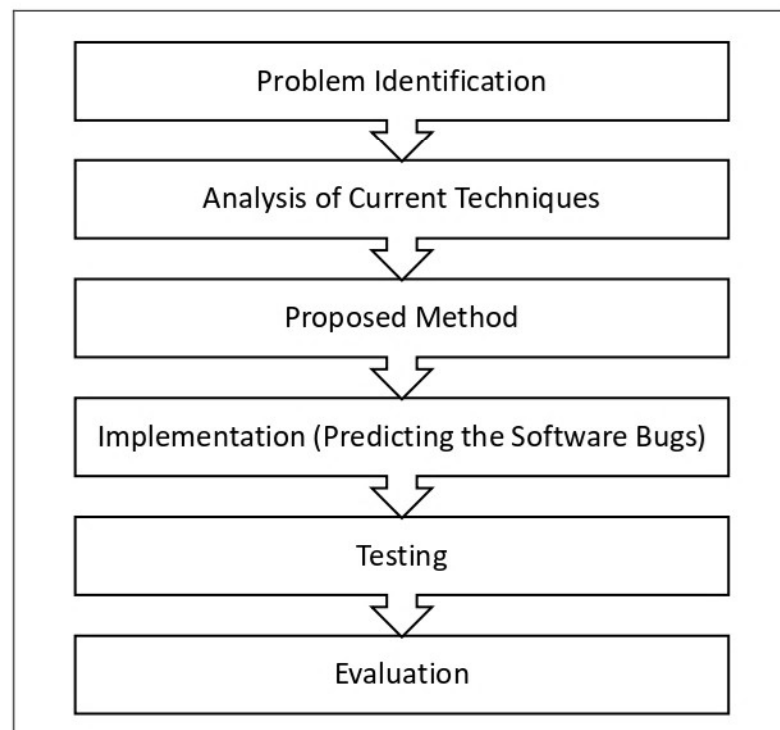 Problem Identification
Analysis of Current Techniques
Proposed Method
Implementation (Predicting the Software Bugs)
Testing
Evaluation